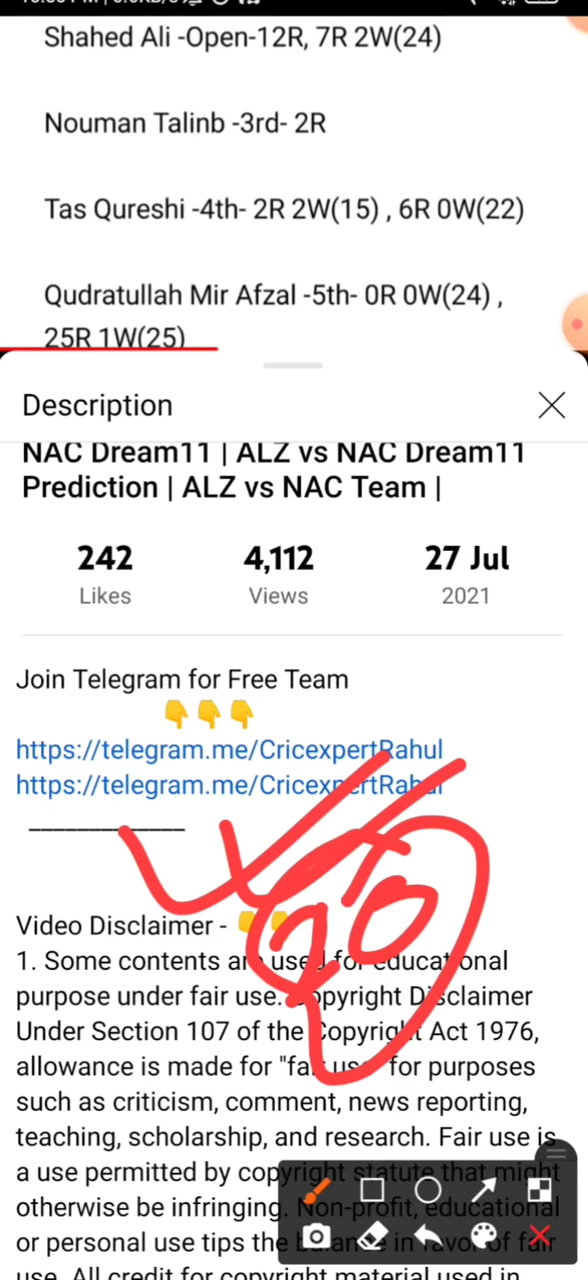 Shahed Ali -Open-12R, 7R 2W(24)
Nouman Talinb -3rd- 2R
Tas Qureshi -4th- 2R 2W(15) , 6R 0W(22)
Qudratullah Mir Afzal -5th- 0R 0W(24) ,
25R 1W(25)
Description
NAC Dream11 | ALZ vs NAC Dream11
Prediction | ALZ vs NAC Team |
242
4,112
27 Jul
Likes
Views
2021
Join Telegram for Free Team
👇👇👇
https://telegram.me/CricexpertRahul
https://telegram.me/CricexpertRahul
Video Disclaimer - 👇👇
20
1. Some contents are used for educational
purpose under fair use. Copyright Disclaimer
Under Section 107 of the Copyright Act 1976,
allowance is made for "fair use" for purposes
such as criticism, comment, news reporting,
teaching, scholarship, and research. Fair use is
a use permitted by copyright statute that might
otherwise be infringing. Non-profit, educational
or personal use tips the balance in favor of fair
use. All credit for copyright material used in